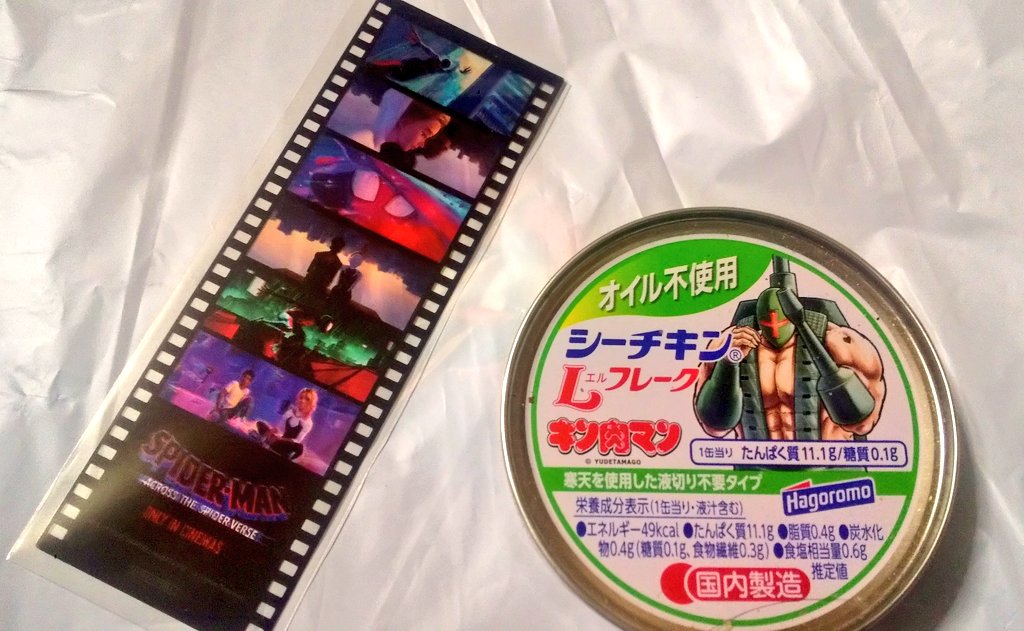 SPIDER-MAN
ACROSS THE SPIDER-VERSE
ONLY IN CINEMAS
オイル不使用
シーチキン®
Lエルフレーク
キン肉マン
© YUDETAMAGO
1缶当り たんぱく質11.1g/糖質0.1g
寒天を使用した液切り不要タイプ
Hagoromo
栄養成分表示(1缶当り・液汁含む)
●エネルギー49kcal ●たんぱく質11.1g ●脂質0.4g ●炭水化
物0.4g(糖質0.1g、食物繊維0.3g) ●食塩相当量0.6g
推定値
国内製造